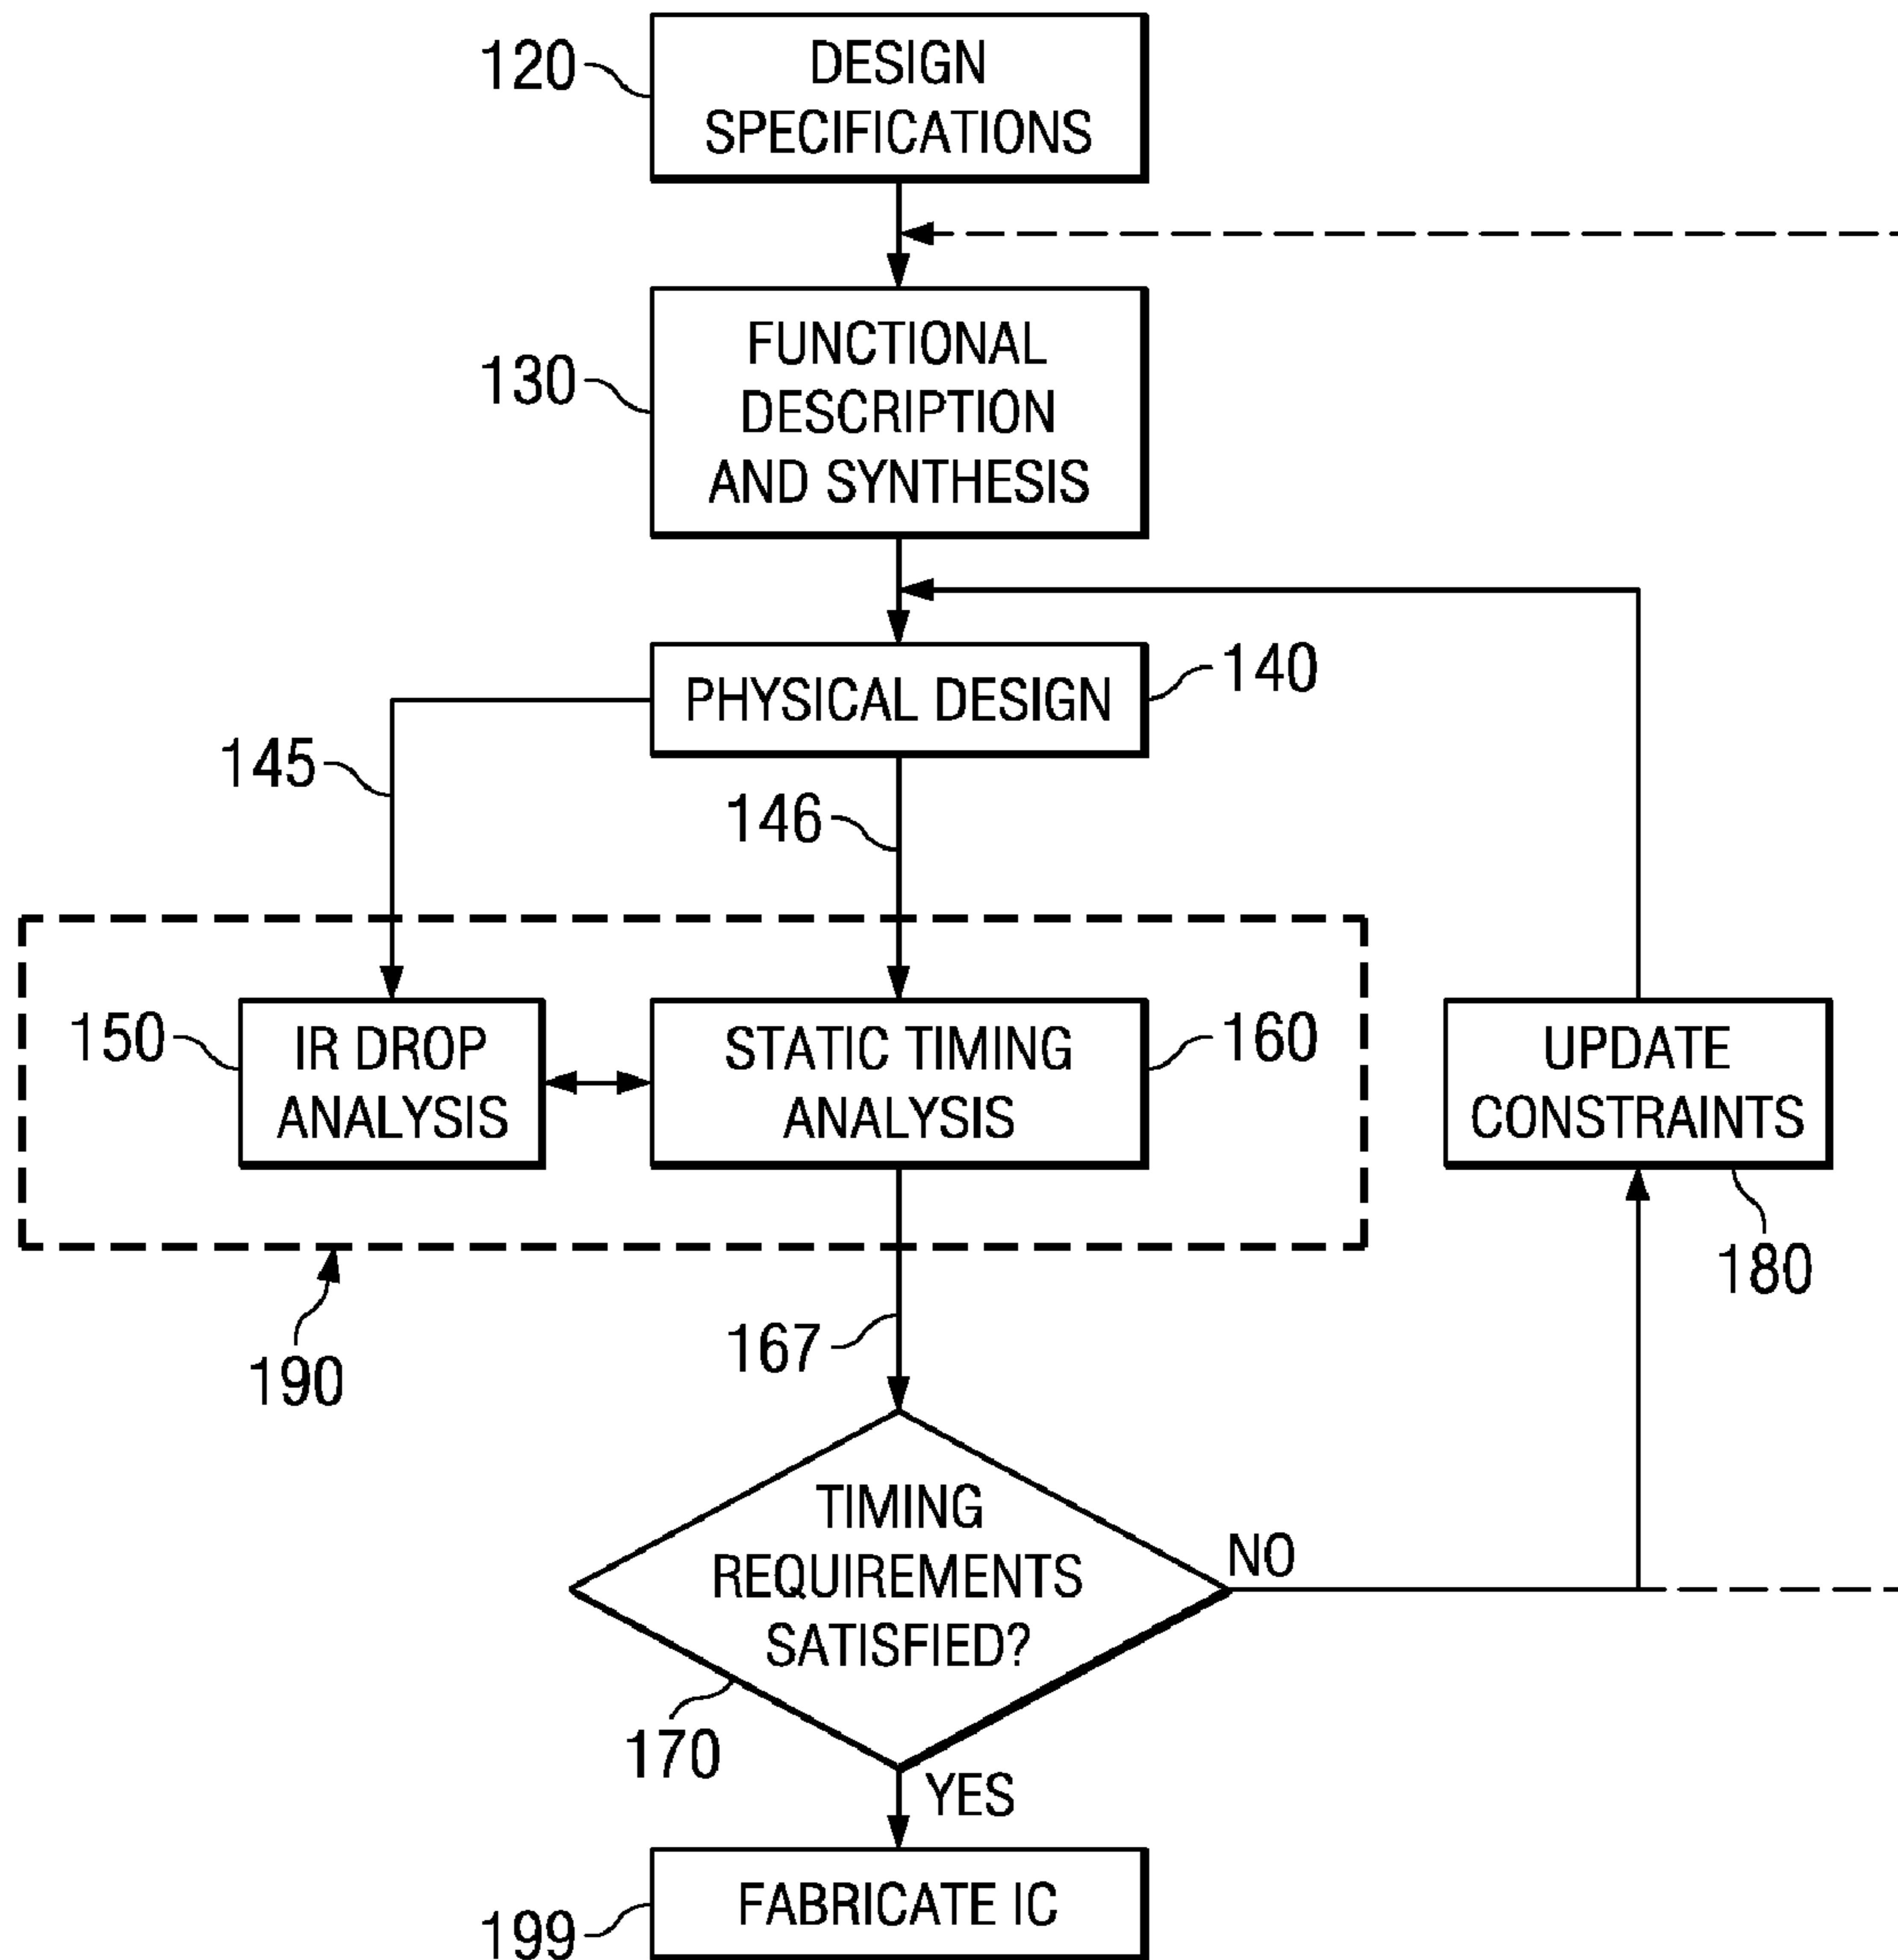 120
DESIGN
SPECIFICATIONS
130
FUNCTIONAL
DESCRIPTION
AND SYNTHESIS
PHYSICAL DESIGN
140
145
146
150
IR DROP
ANALYSIS
STATIC TIMING
ANALYSIS
160
UPDATE
CONSTRAINTS
180
190
167
TIMING
REQUIREMENTS
SATISFIED?
NO
170
YES
FABRICATE IC
199